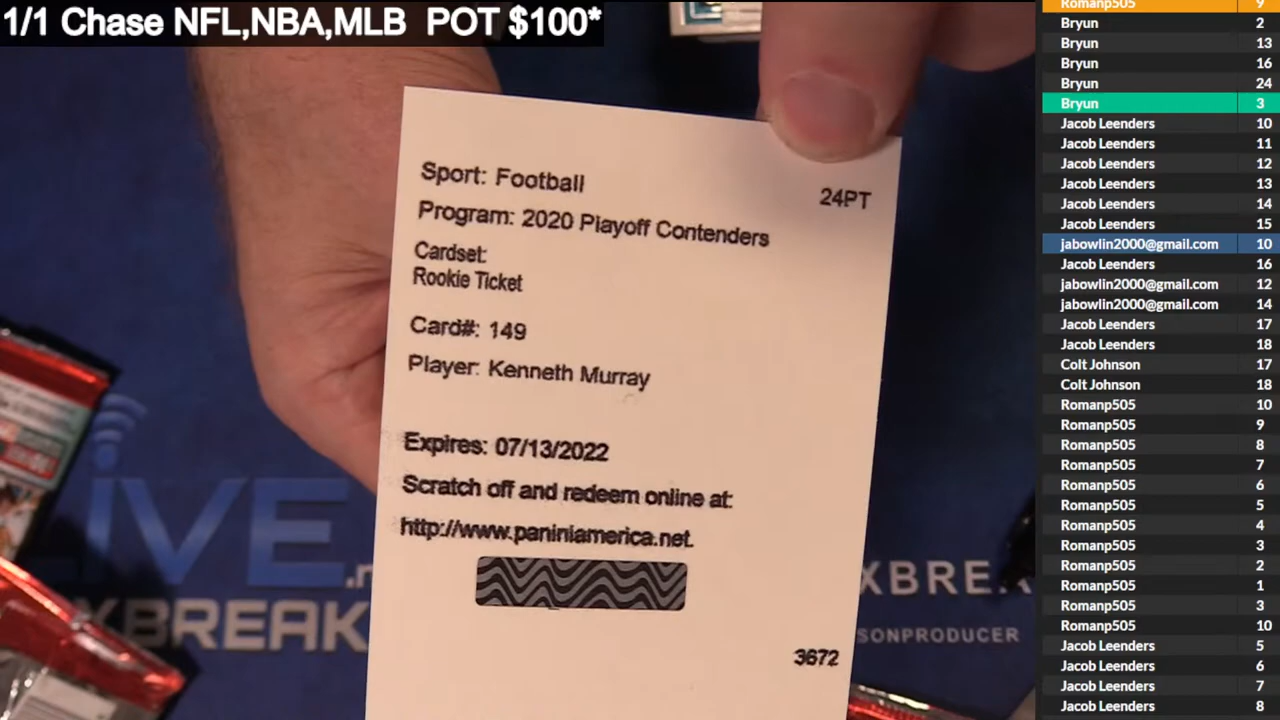 1/1 Chase NFL,NBA,MLB POT $100*
Sport: Football
24PT
Program: 2020 Playoff Contenders
Cardset:
Rookie Ticket
Card#: 149
Player: Kenneth Murray
Expires: 07/13/2022
Scratch off and redeem online at:
http://www.paniniamerica.net
3672
LiVE
XBREAK
XBREA
SONPRODUCER
Romanp505 9
Bryun 2
Bryun 13
Bryun 16
Bryun 24
Bryun 3
Jacob Leenders 10
Jacob Leenders 11
Jacob Leenders 12
Jacob Leenders 13
Jacob Leenders 14
Jacob Leenders 15
jabowlin2000@gmail.com 10
Jacob Leenders 16
jabowlin2000@gmail.com 12
jabowlin2000@gmail.com 14
Jacob Leenders 17
Jacob Leenders 18
Colt Johnson 17
Colt Johnson 18
Romanp505 10
Romanp505 9
Romanp505 8
Romanp505 7
Romanp505 6
Romanp505 5
Romanp505 4
Romanp505 3
Romanp505 2
Romanp505 1
Romanp505 3
Romanp505 10
Jacob Leenders 5
Jacob Leenders 6
Jacob Leenders 7
Jacob Leenders 8